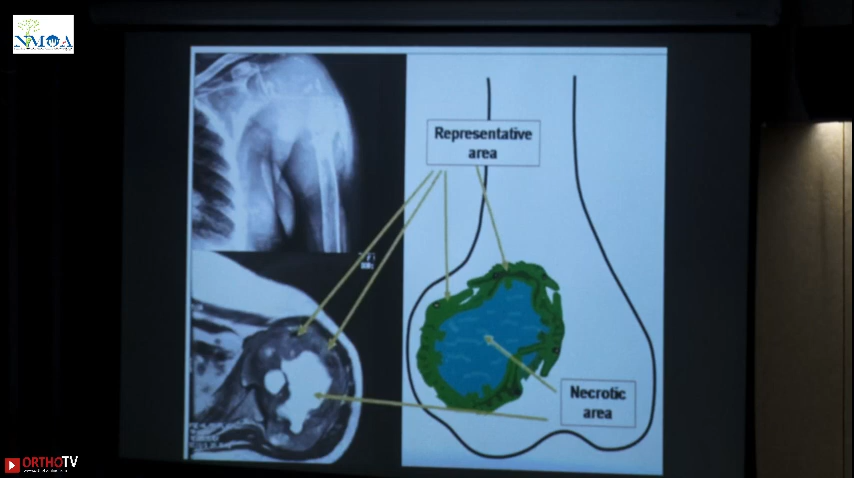 NMOA
Representative
area
Necrotic
area
ORTHOTV